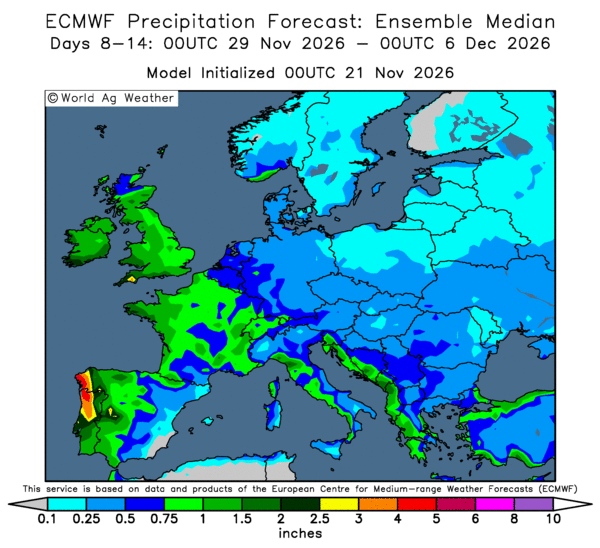 ECMWF Precipitation Forecast: Ensemble Median
Days 8-14: 00UTC 29 Nov 2026 - 00UTC 6 Dec 2026
Model Initialized 00UTC 21 Nov 2026
©World Ag Weather
This service is based on data and products of the European Centre for Medium-range Weather Forecasts (ECMWF)
0.1 0.25 0.5 0.75 1 1.5 2 2.5 3 4 5 6 8 10
inches